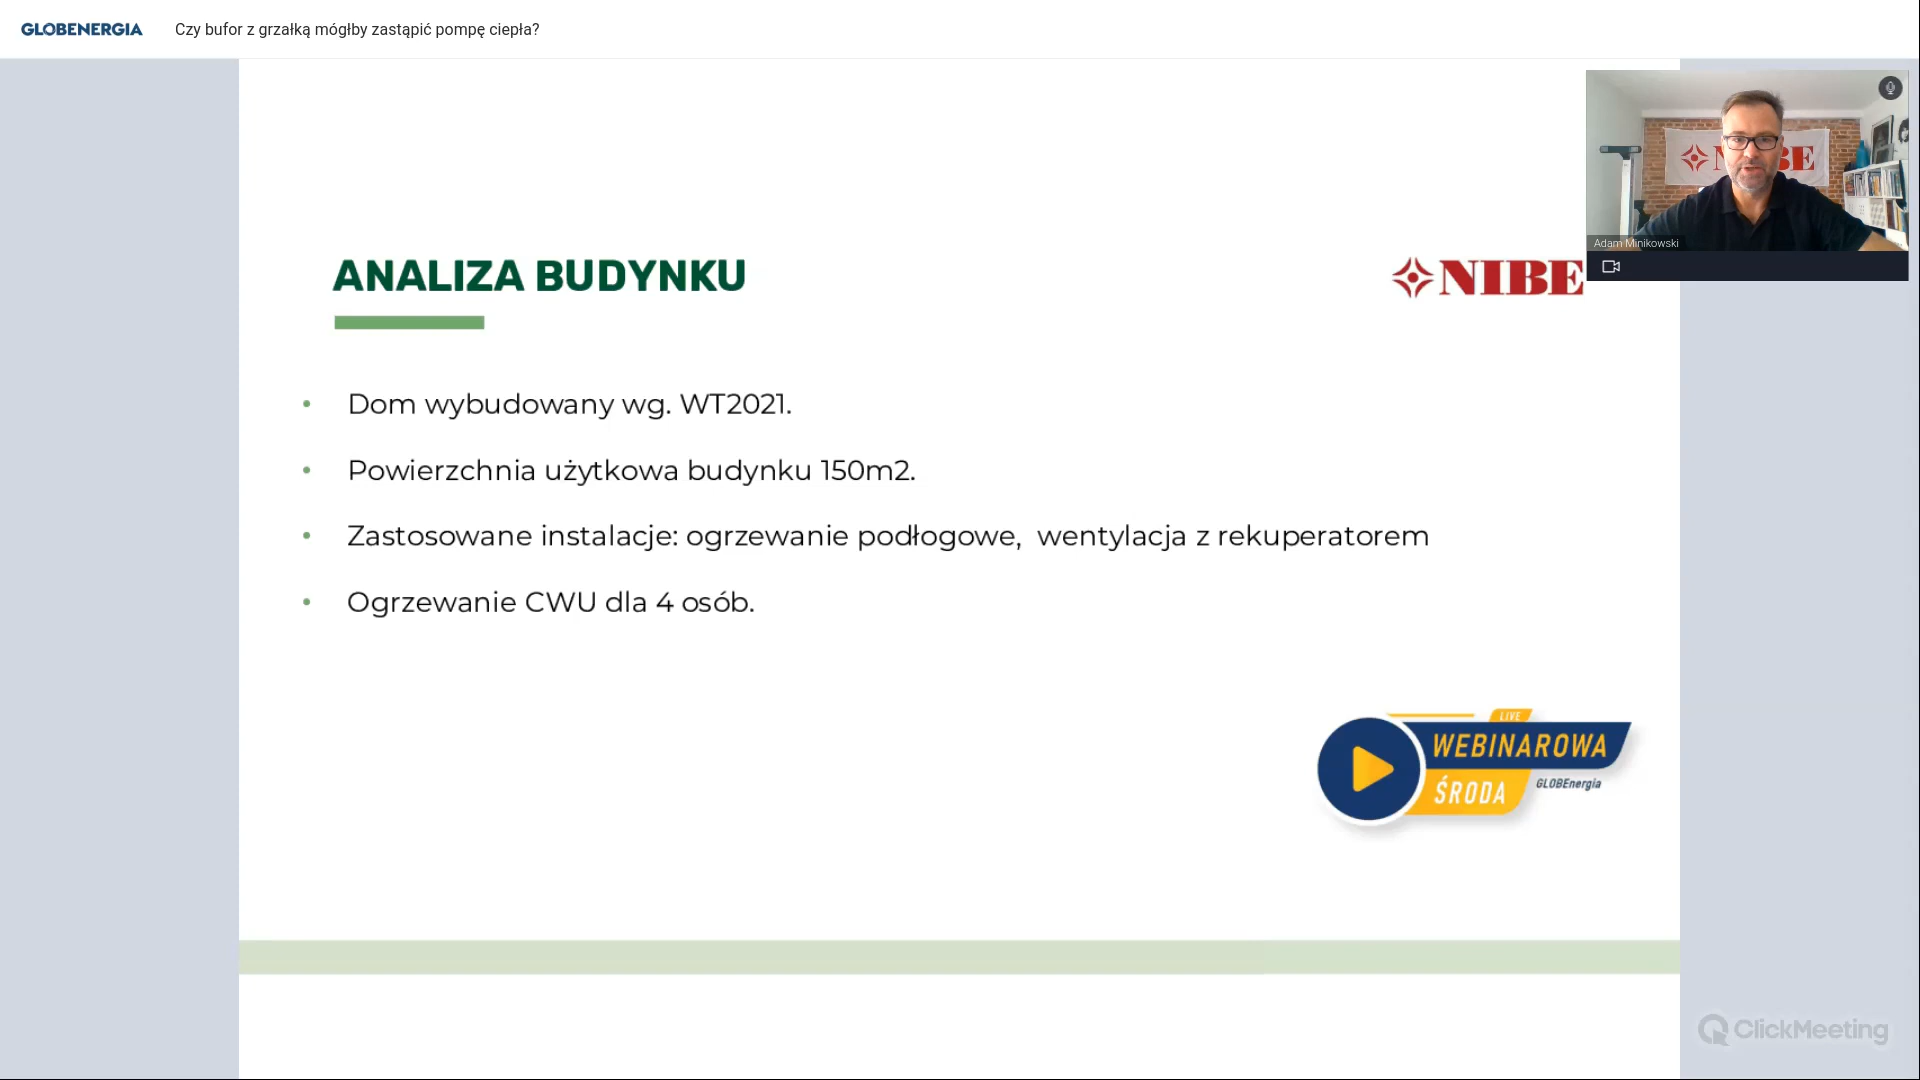 GLOBENERGIA
Czy bufor z grzałką mógłby zastąpić pompę ciepła?
NIBE
Adam Minikowski
ANALIZA BUDYNKU
NIBE
• Dom wybudowany wg. WT2021.
• Powierzchnia użytkowa budynku 150m2.
• Zastosowane instalacje: ogrzewanie podłogowe,  wentylacja z rekuperatorem
• Ogrzewanie CWU dla 4 osób.
LIVE
WEBINAROWA
ŚRODA
GLOBEnergia
ClickMeeting